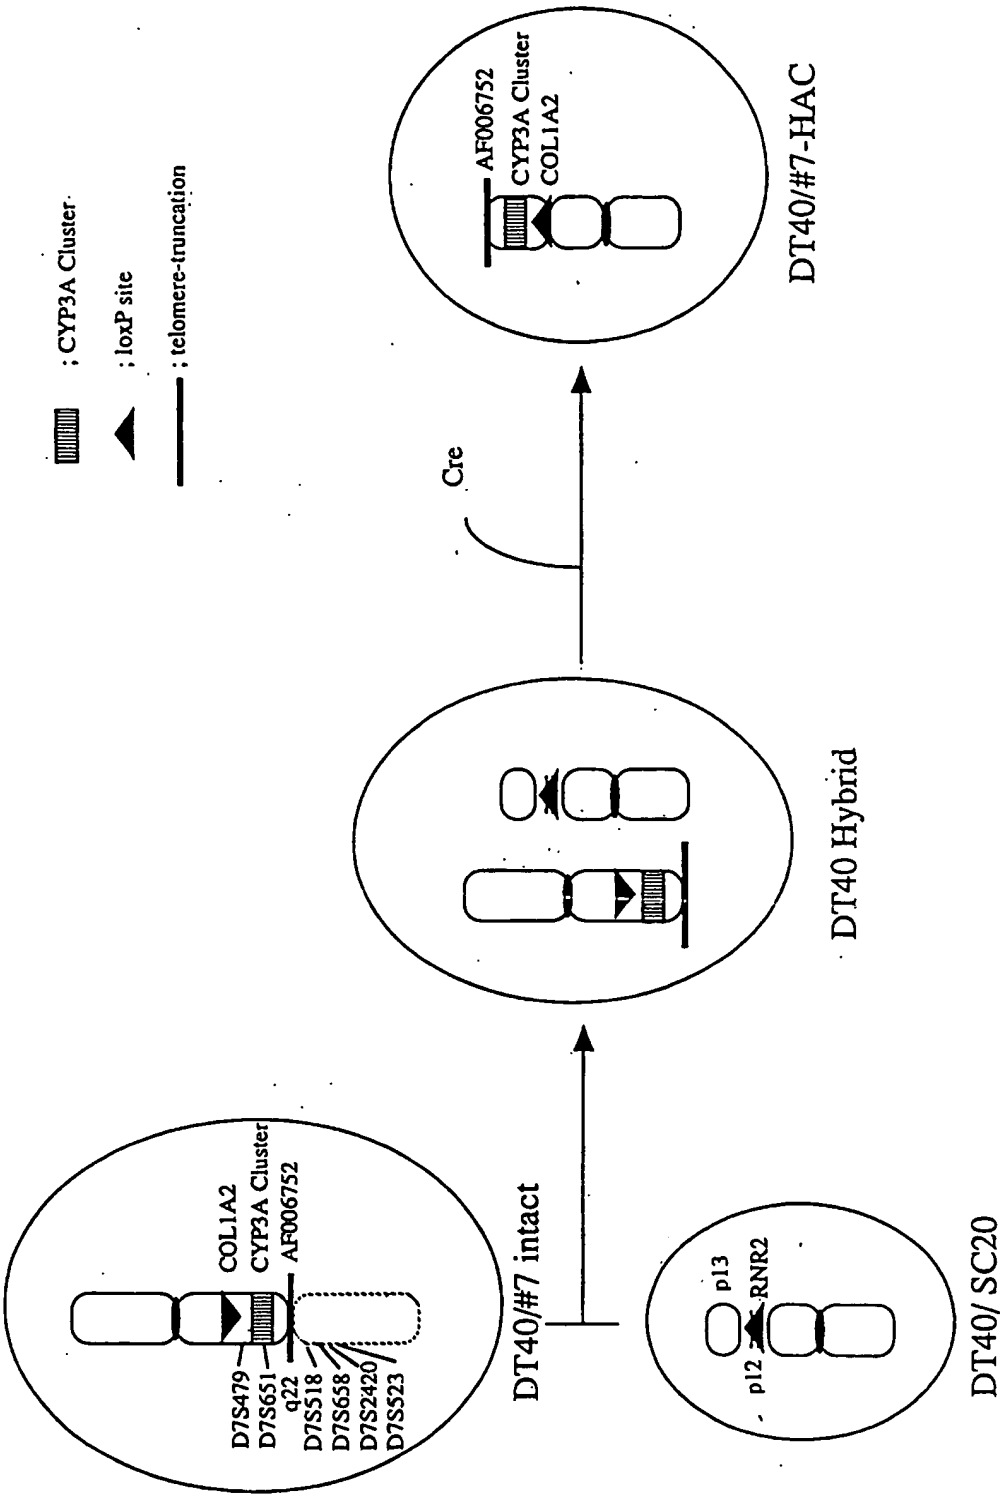 ; CYP3A Cluster
; loxP site
; telomere-truncation
COL1A2
CYP3A Cluster
AF006752
D7S479
D7S651
q22
D7S518
D7S658
D7S2420
D7S523
DT40/#7 intact
p13
p12
RNR2
DT40/ SC20
DT40 Hybrid
Cre
AF006752
CYP3A Cluster
COL1A2
DT40/#7-HAC